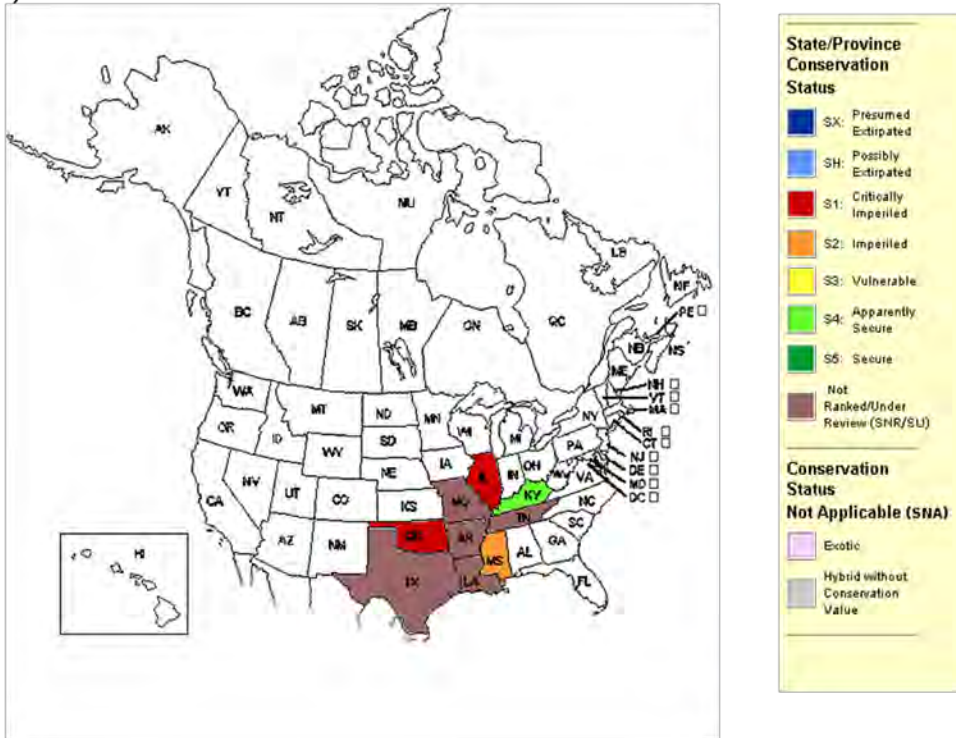 AK
YT
NT
NU
BC
AB
SK
MB
ON
QC
LB
NF
PE
NB
NS
ME
NH
VT
MA
RI
CT
NJ
DE
MD
DC
WA
MT
ND
MN
WI
MI
NY
OR
ID
WY
SD
IA
NE
IL
IN
OH
PA
NV
UT
CO
KS
MO
KY
VA
CA
AZ
NM
OK
AR
TN
NC
SC
TX
LA
MS
AL
GA
FL
HI
State/Province
Conservation
Status
SX: Presumed
Extirpated
SH: Possibly
Extirpated
S1: Critically
Imperiled
S2: Imperiled
S3: Vulnerable
S4: Apparently
Secure
S5: Secure
Not
Ranked/Under
Review (SNR/SU)
Conservation
Status
Not Applicable (SNA)
Exotic
Hybrid without
Conservation
Value